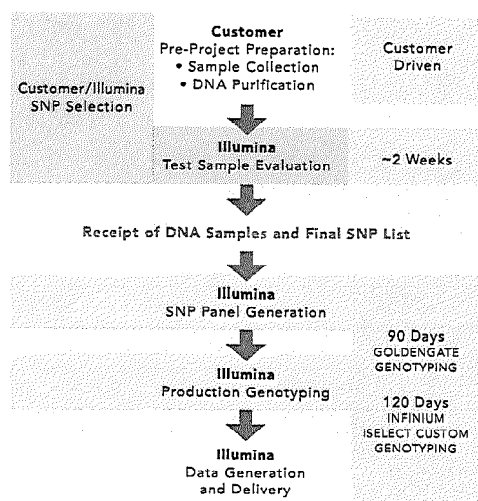 Customer
Pre-Project Preparation:
• Sample Collection
• DNA Purification
Customer
Driven
Customer/Illumina
SNP Selection
Illumina
Test Sample Evaluation
~2 Weeks
Receipt of DNA Samples and Final SNP List
Illumina
SNP Panel Generation
90 Days
GOLDENGATE
GENOTYPING
Illumina
Production Genotyping
120 Days
INFINIUM
ISELECT CUSTOM
GENOTYPING
Illumina
Data Generation
and Delivery